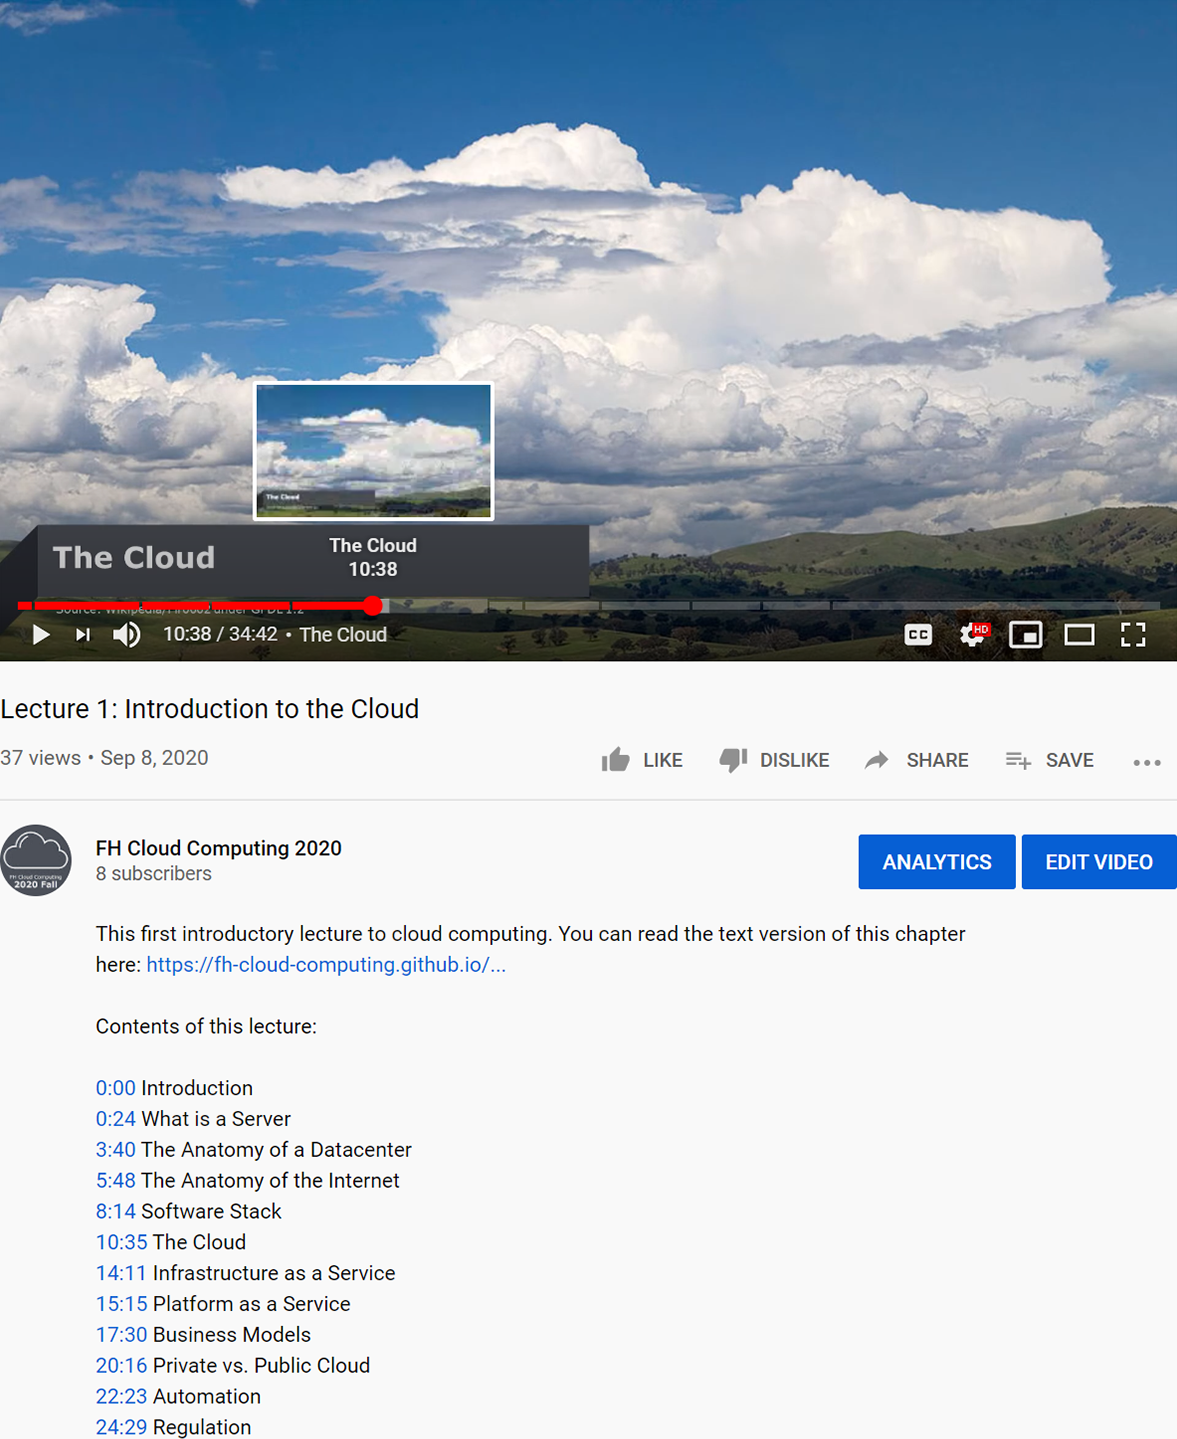 The Cloud
The Cloud
The Cloud
10:38
Source: Wikipedia/Fir0002 under GFDL 1.2
10:38 / 34:42 • The Cloud
CC
HD
Lecture 1: Introduction to the Cloud
37 views • Sep 8, 2020
LIKE
DISLIKE
SHARE
SAVE
FH Cloud Computing
2020 Fall
FH Cloud Computing 2020
8 subscribers
ANALYTICS
EDIT VIDEO
This first introductory lecture to cloud computing. You can read the text version of this chapter
here: https://fh-cloud-computing.github.io/...
Contents of this lecture:
0:00 Introduction
0:24 What is a Server
3:40 The Anatomy of a Datacenter
5:48 The Anatomy of the Internet
8:14 Software Stack
10:35 The Cloud
14:11 Infrastructure as a Service
15:15 Platform as a Service
17:30 Business Models
20:16 Private vs. Public Cloud
22:23 Automation
24:29 Regulation